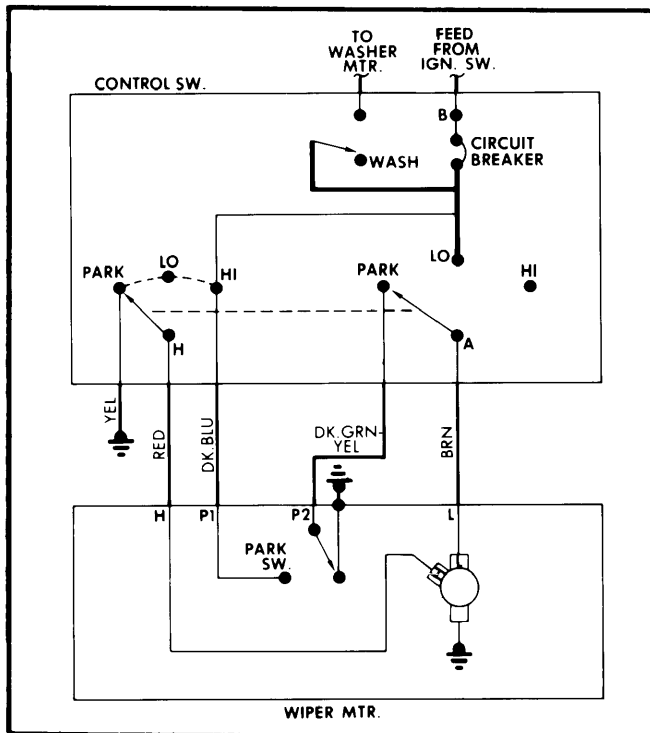 TO
WASHER
MTR.
FEED
FROM
IGN. SW.
CONTROL SW.
B
CIRCUIT
BREAKER
WASH
LO
LO
PARK
HI
PARK
HI
H
A
YEL
RED
DK.BLU
DK.GRN-
YEL
BRN
H
P1
P2
L
PARK
SW.
L
H
WIPER MTR.